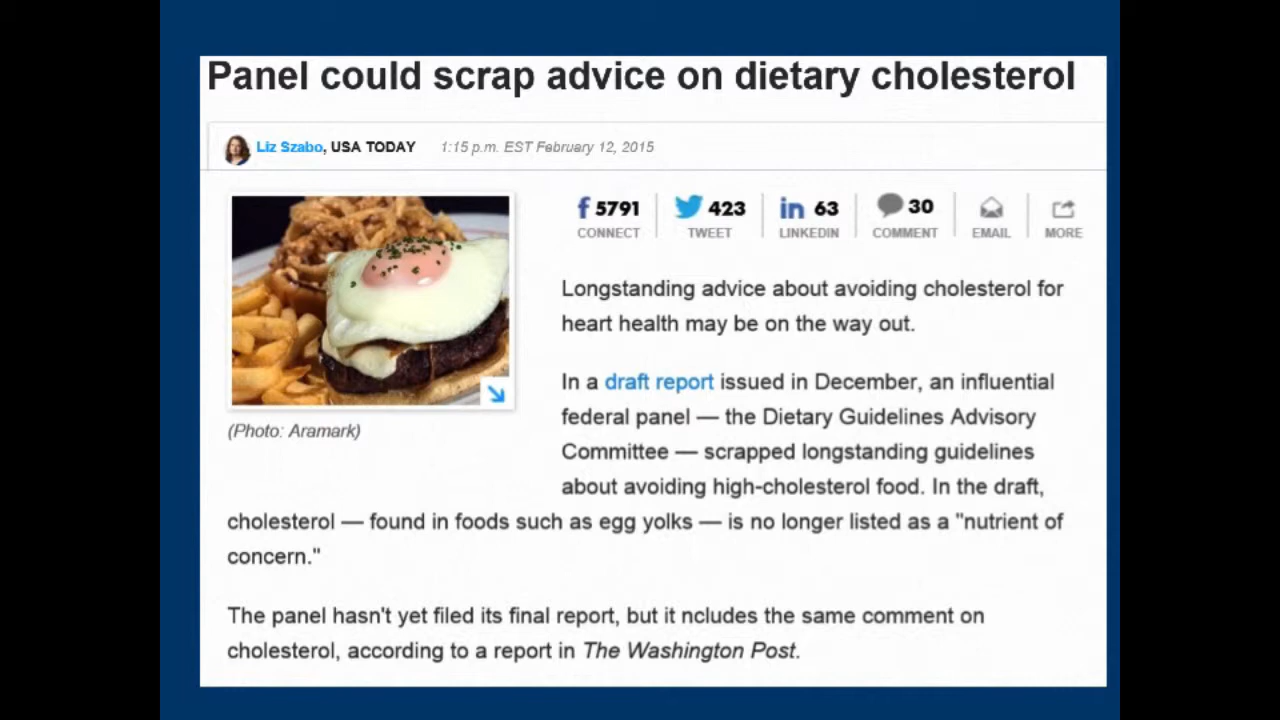 Panel could scrap advice on dietary cholesterol
Liz Szabo, USA TODAY 1:15 p.m. EST February 12, 2015
5791 423 63 30
CONNECT TWEET LINKEDIN COMMENT EMAIL MORE
(Photo: Aramark)
Longstanding advice about avoiding cholesterol for
heart health may be on the way out.
In a draft report issued in December, an influential
federal panel — the Dietary Guidelines Advisory
Committee — scrapped longstanding guidelines
about avoiding high-cholesterol food. In the draft,
cholesterol — found in foods such as egg yolks — is no longer listed as a "nutrient of
concern."
The panel hasn't yet filed its final report, but it ncludes the same comment on
cholesterol, according to a report in The Washington Post.